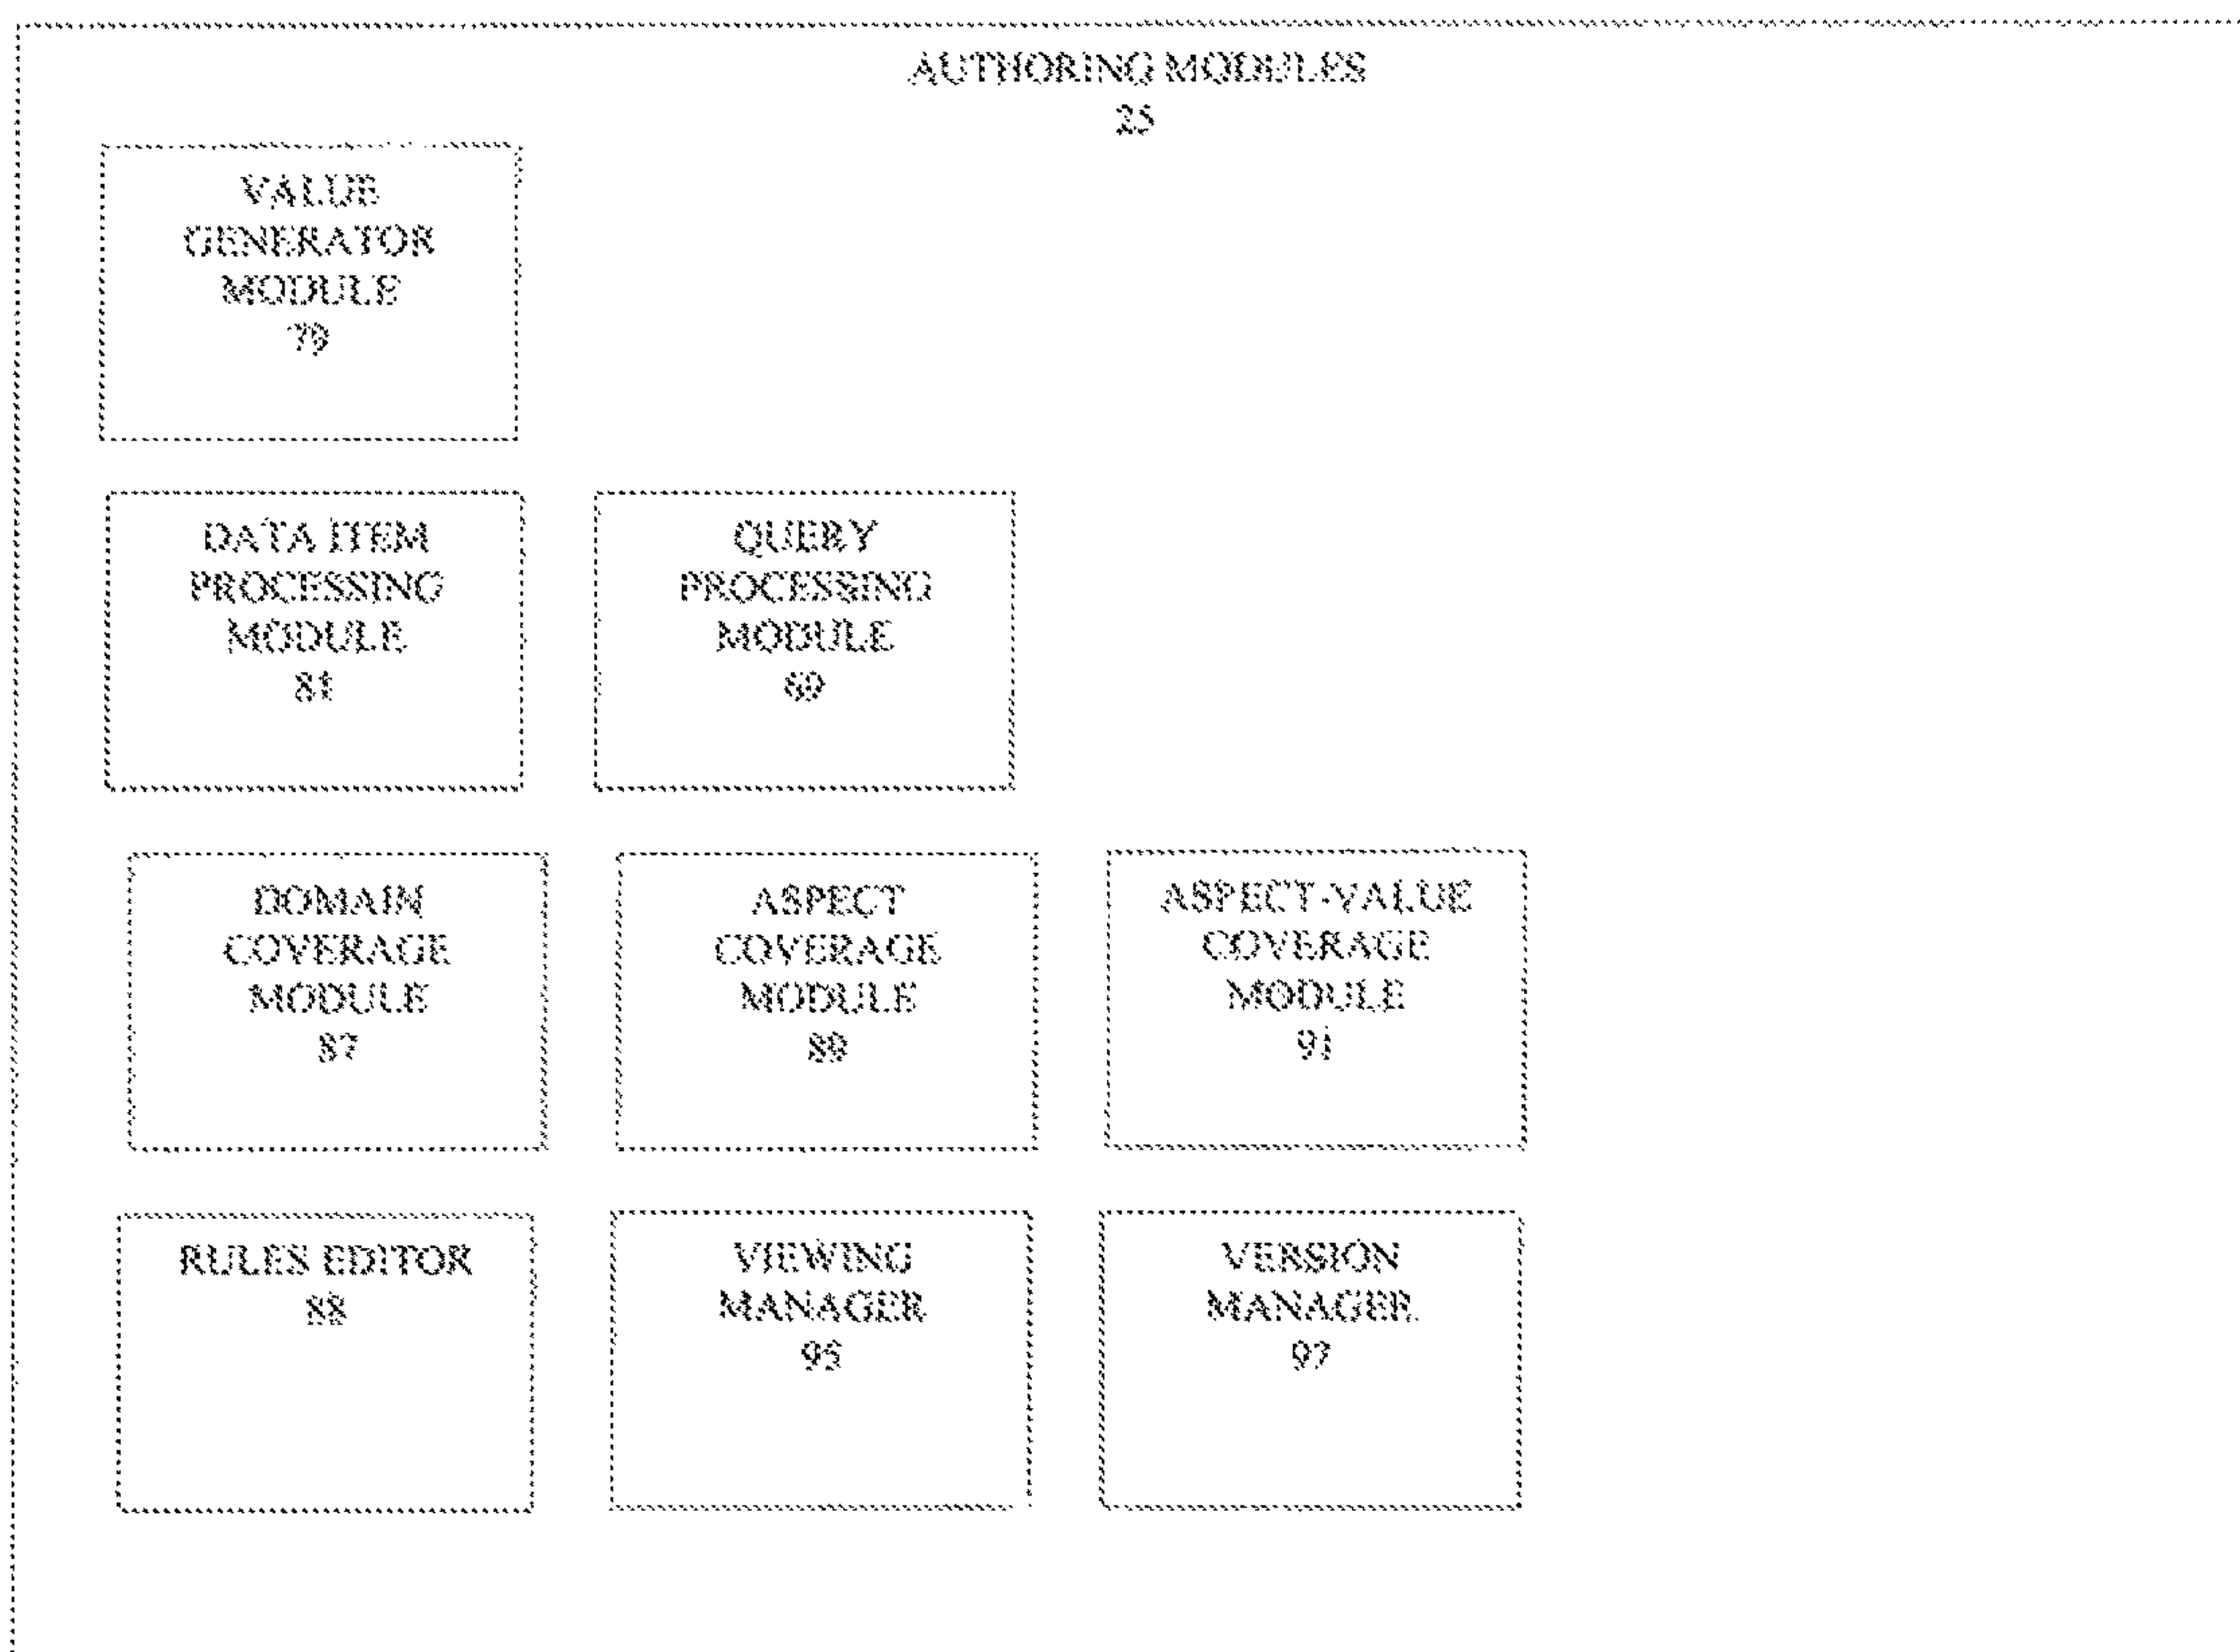 AUTHORING MODULES
25
VALUE
GENERATOR
MODULE
79
DATA ITEM
PROCESSING
MODULE
81
QUERY
PROCESSING
MODULE
DOMAIN
COVERAGE
MODULE
87
ASPECT
COVERAGE
MODULE
89
ASPECT-VALUE
COVERAGE
MODULE
91
RULES EDITOR
88
VIEWING
MANAGER
95
VERSION
MANAGER
97